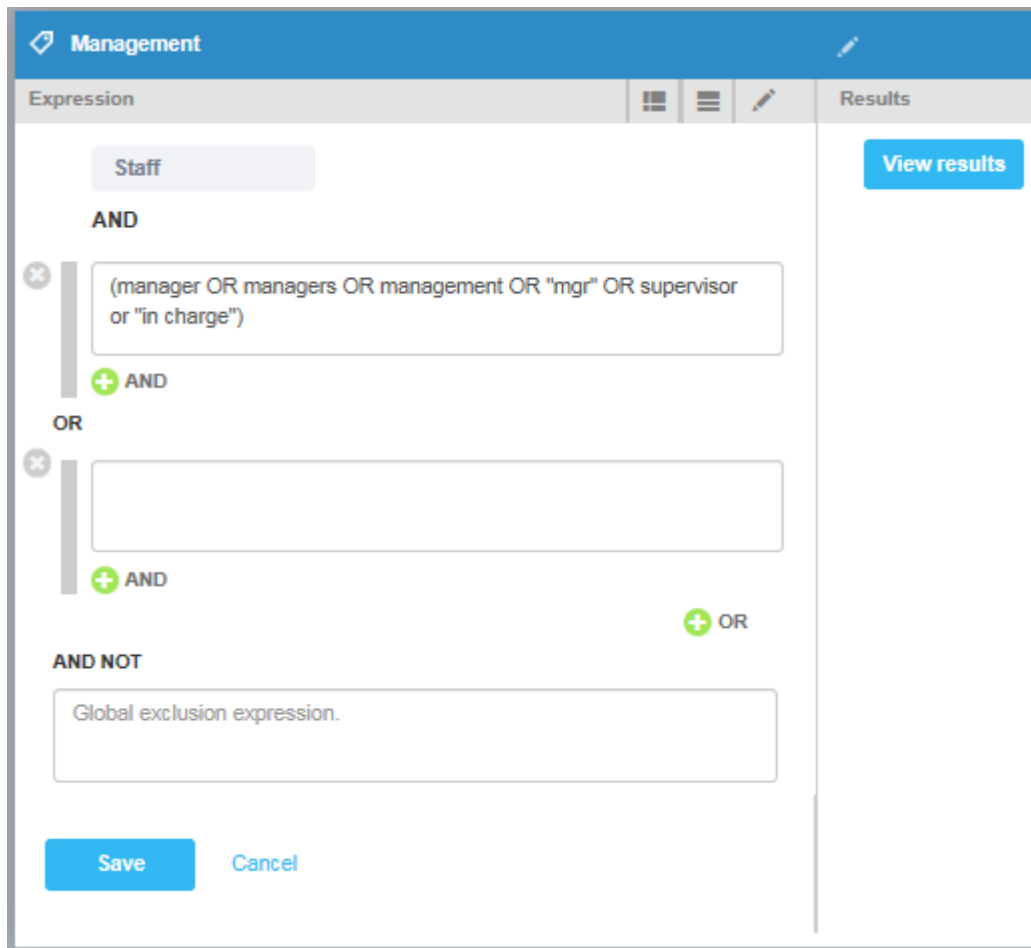 Management
Expression
Results
Staff
View results
AND
(manager OR managers OR management OR "mgr" OR supervisor
or "in charge")
AND
OR
AND
OR
AND NOT
Global exclusion expression.
Save Cancel